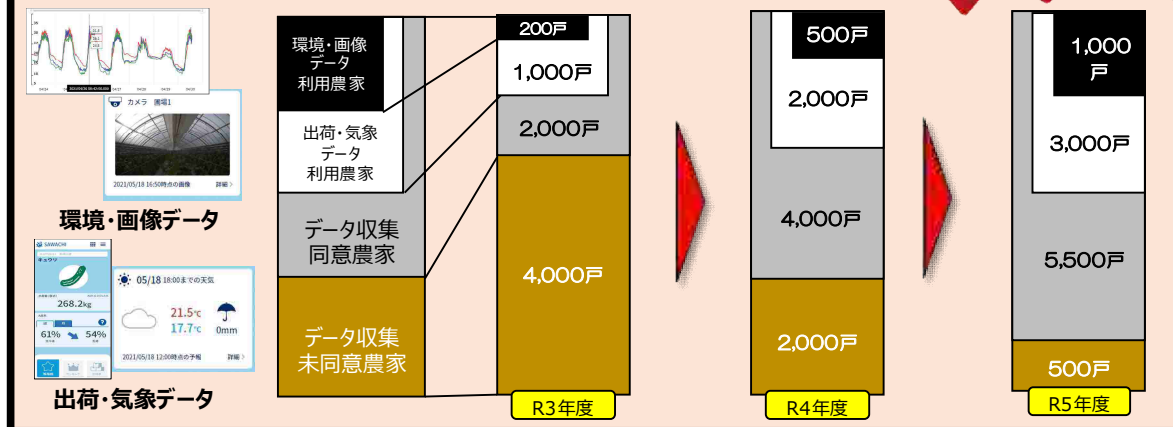 カメラ 圃場1
2021/05/18 16:50時点の画像 詳細>
環境・画像データ
SAWACHI
キュウリ
268.2kg
61% 54%
05/18 18:00までの天気
21.5℃
17.7℃ 0mm
2021/05/18 12:00時点の予報 詳細>
出荷・気象データ
環境・画像
データ
利用農家
出荷・気象
データ
利用農家
データ収集
同意農家
データ収集
未同意農家
200戸
1,000戸
2,000戸
4,000戸
R3年度
500戸
2,000戸
4,000戸
2,000戸
R4年度
1,000
戸
3,000戸
5,500戸
500戸
R5年度